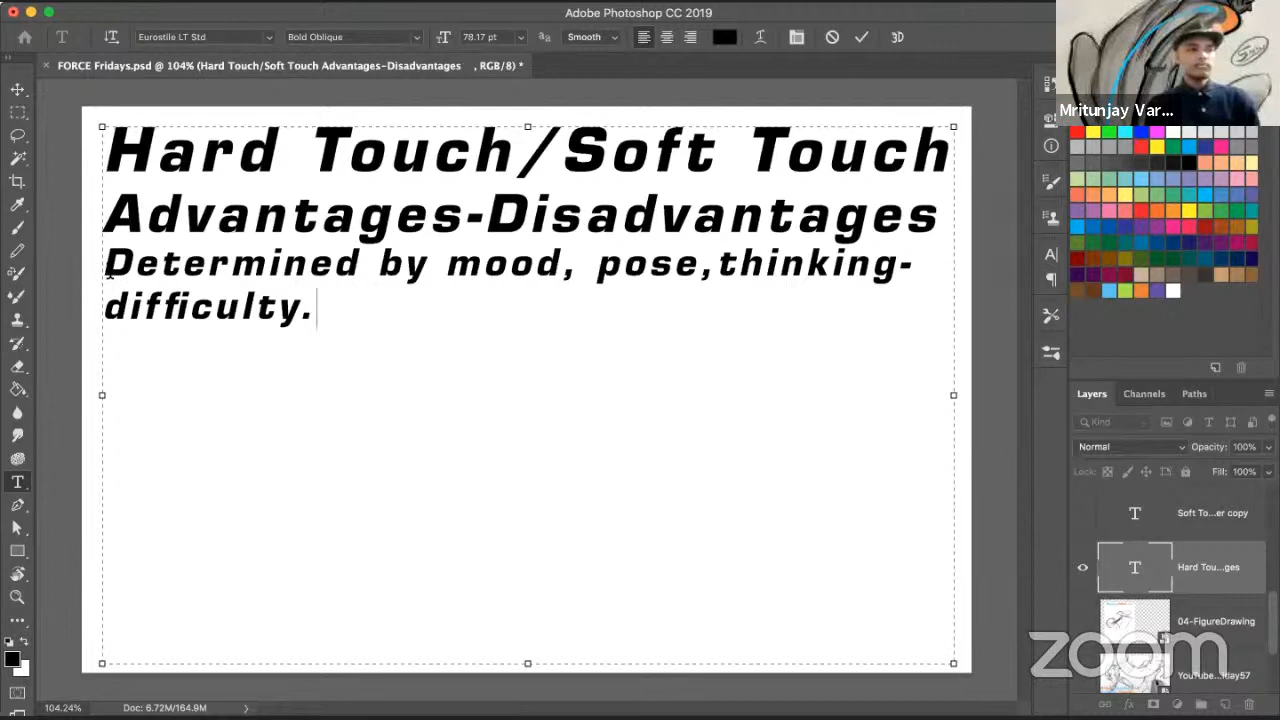 Adobe Photoshop CC 2019
Eurostile LT Std
Bold Oblique
78.17 pt
Smooth
3D
FORCE Fridays.psd @ 104% (Hard Touch/Soft Touch Advantages-Disadvantages , RGB/8) *
Mritunjay Var...
Hard Touch/Soft Touch
Advantages-Disadvantages
Determined by mood, pose,thinking-
difficulty.
Layers
Channels
Paths
Kind
Normal
Opacity: 100%
Lock:
Fill: 100%
Soft To...er copy
Hard Tou...ges
04-FigureDrawing
YouTube...iday57
zoom
104.24%
Doc: 6.72M/164.9M